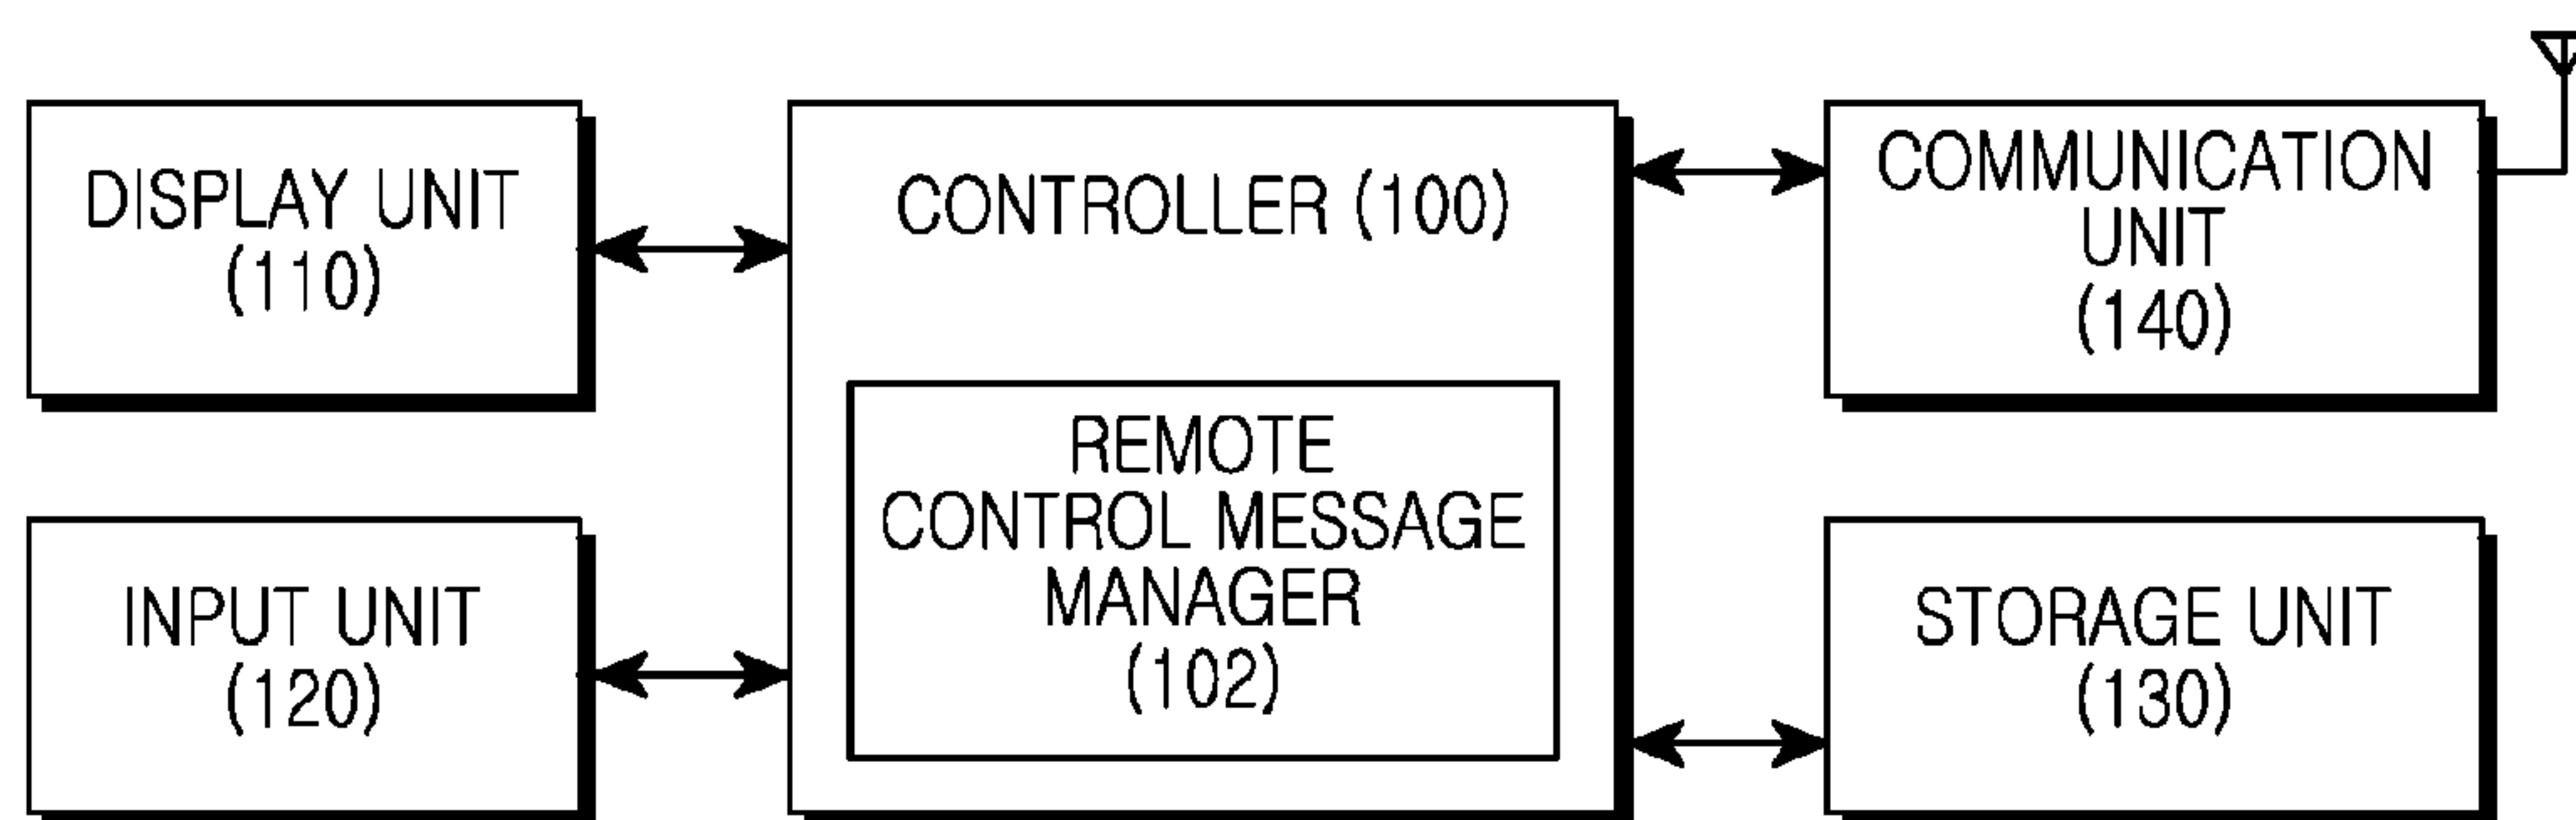 DISPLAY UNIT
(110)
INPUT UNIT
(120)
CONTROLLER (100)
REMOTE
CONTROL MESSAGE
MANAGER
(102)
COMMUNICATION
UNIT
(140)
STORAGE UNIT
(130)